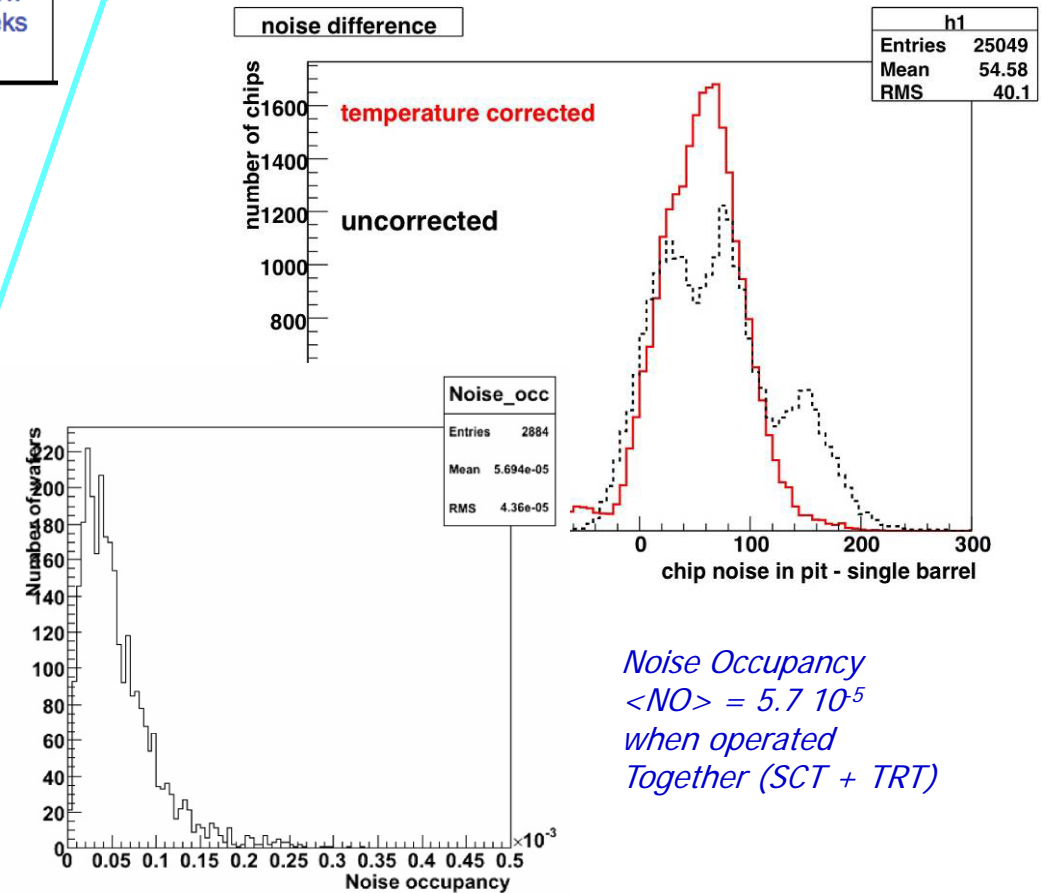 eks
noise difference
h1
Entries 25049
Mean 54.58
RMS 40.1
number of chips
1600
1400
1200
1000
800
temperature corrected
uncorrected
0 100 200 300
chip noise in pit - single barrel
Noise_occ
Entries 2884
Mean 5.694e-05
RMS 4.36e-05
Number of wafers
220
200
180
160
140
120
100
80
60
40
20
0
0 0.05 0.1 0.15 0.2 0.25 0.3 0.35 0.4 0.45 0.5
×10-3
Noise occupancy
Noise Occupancy
<NO> = 5.7 10-5
when operated
Together (SCT + TRT)